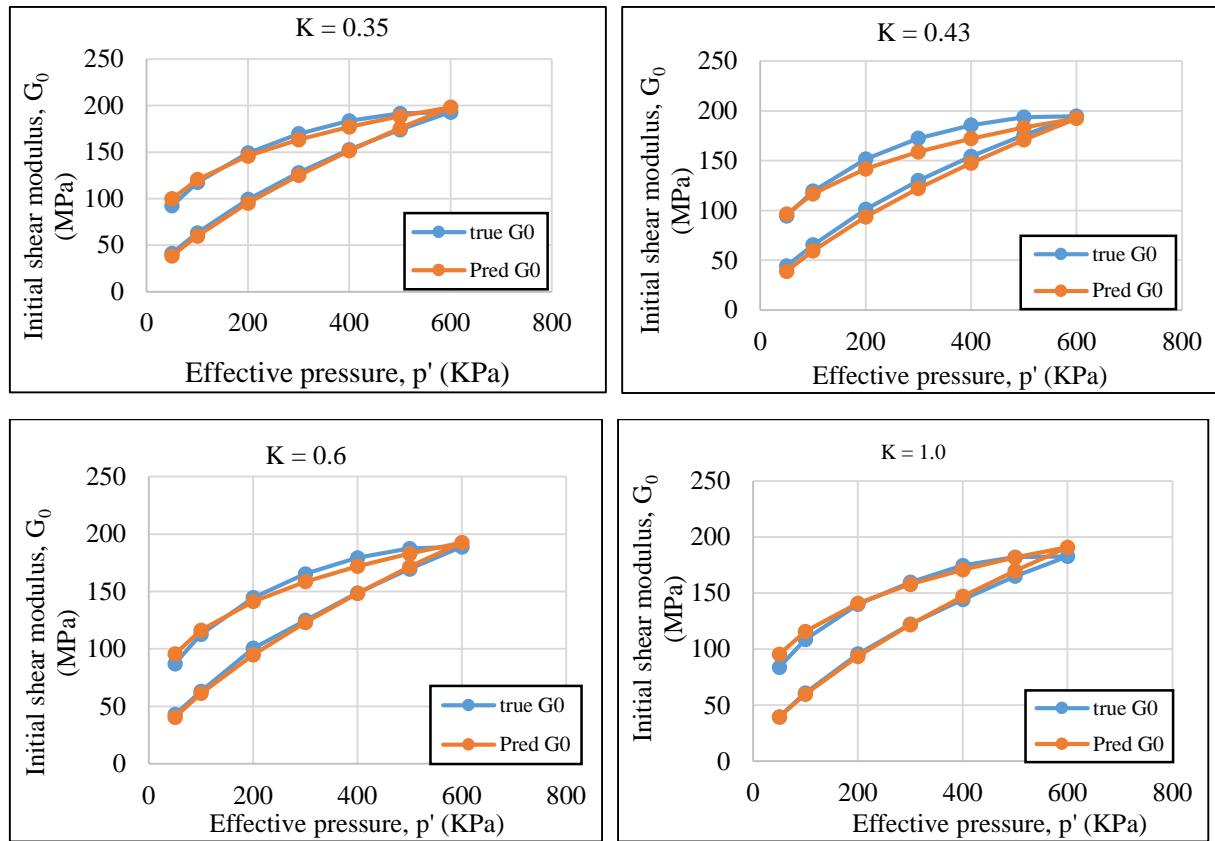 K = 0.35
Initial shear modulus, G₀
(MPa)
250
200
150
100
50
0
true G0
Pred G0
0 200 400 600 800
Effective pressure, p' (KPa)
K = 0.43
Initial shear modulus, G₀
(MPa)
250
200
150
100
50
0
true G0
Pred G0
0 200 400 600 800
Effective pressure, p' (KPa)
K = 0.6
Initial shear modulus, G₀
(MPa)
250
200
150
100
50
0
true G0
Pred G0
0 200 400 600 800
Effective pressure, p' (KPa)
K = 1.0
Initial shear modulus, G₀
(MPa)
250
200
150
100
50
0
true G0
Pred G0
0 200 400 600 800
Effective pressure, p' (KPa)